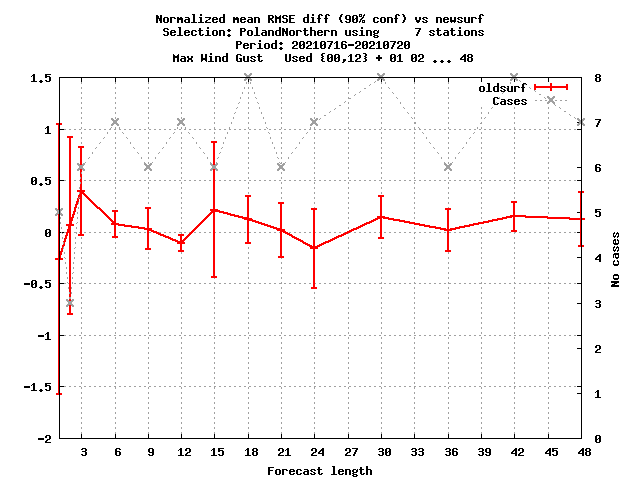 Normalized mean RMSE diff (90% conf) vs newsurf
Selection: PolandNorthern using     7 stations
Period: 20210716-20210720
Max Wind Gust   Used {00,12} + 01 02 ... 48
oldsurf
Cases
1.5
1
0.5
0
-0.5
-1
-1.5
-2
8
7
6
5
4
3
2
1
0
No cases
3 6 9 12 15 18 21 24 27 30 33 36 39 42 45 48
Forecast length